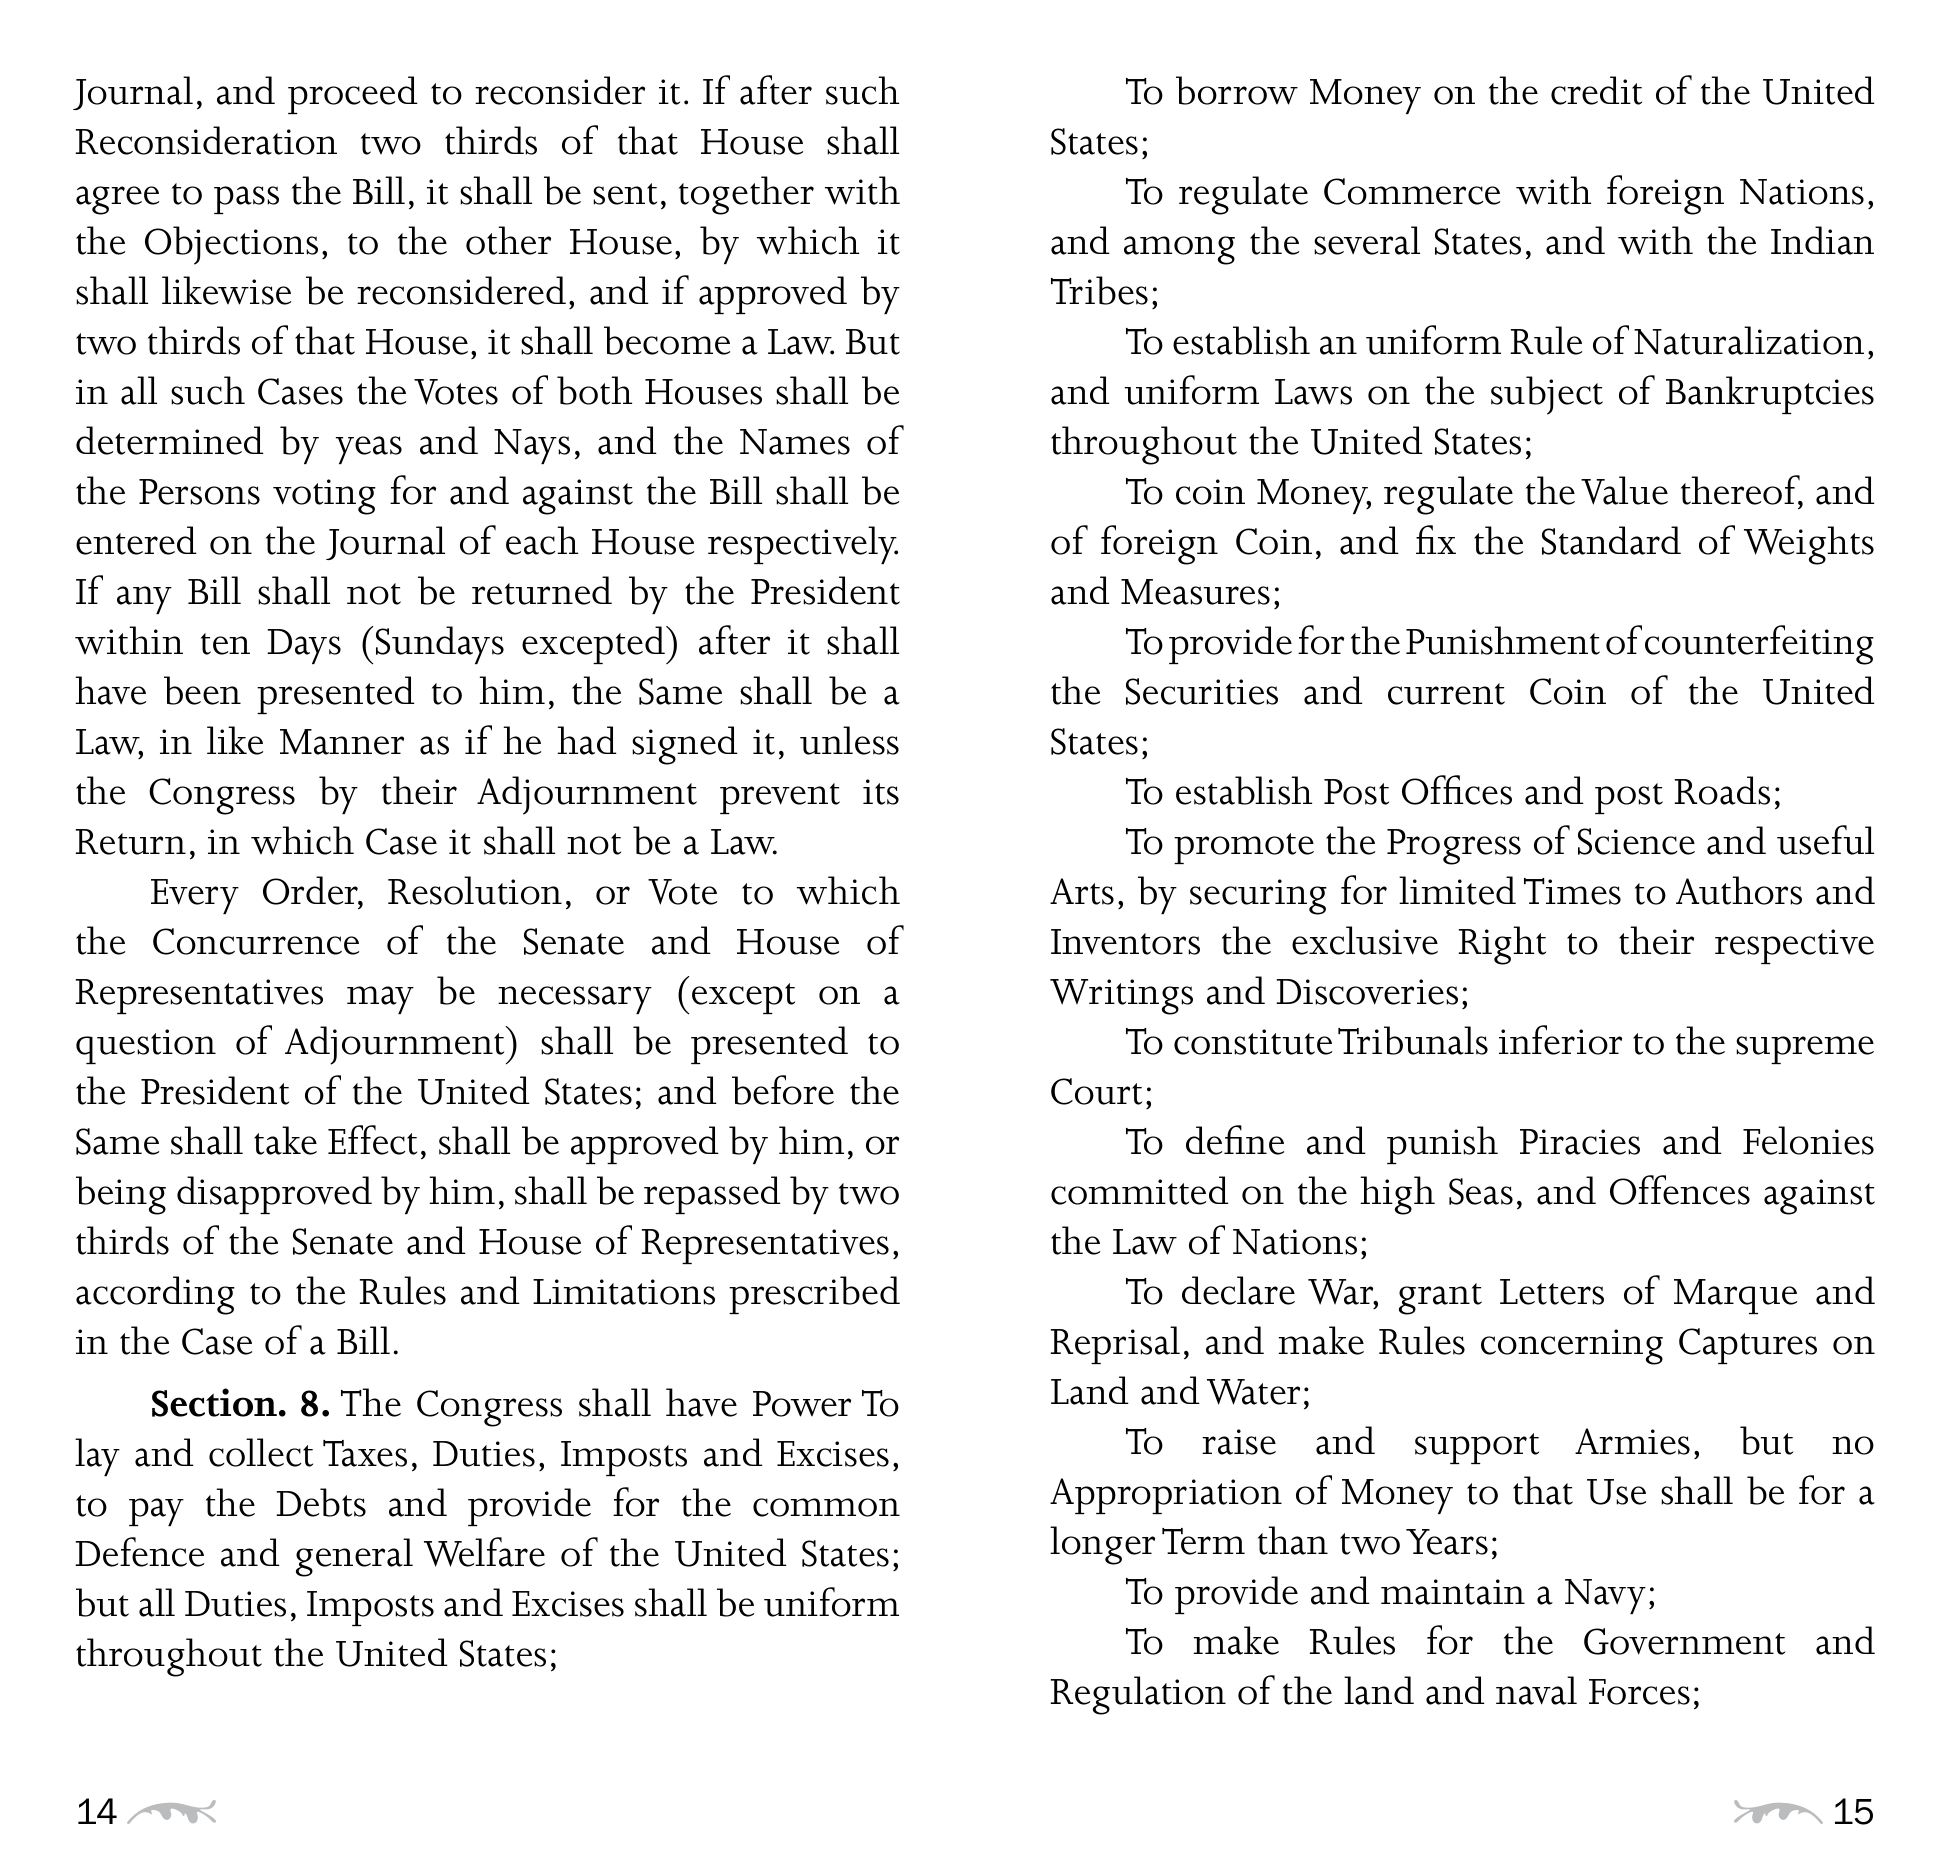 Journal, and proceed to reconsider it. If after such
Reconsideration two thirds of that House shall
agree to pass the Bill, it shall be sent, together with
the Objections, to the other House, by which it
shall likewise be reconsidered, and if approved by
two thirds of that House, it shall become a Law. But
in all such Cases the Votes of both Houses shall be
determined by yeas and Nays, and the Names of
the Persons voting for and against the Bill shall be
entered on the Journal of each House respectively.
If any Bill shall not be returned by the President
within ten Days (Sundays excepted) after it shall
have been presented to him, the Same shall be a
Law, in like Manner as if he had signed it, unless
the Congress by their Adjournment prevent its
Return, in which Case it shall not be a Law.
Every Order, Resolution, or Vote to which
the Concurrence of the Senate and House of
Representatives may be necessary (except on a
question of Adjournment) shall be presented to
the President of the United States; and before the
Same shall take Effect, shall be approved by him, or
being disapproved by him, shall be repassed by two
thirds of the Senate and House of Representatives,
according to the Rules and Limitations prescribed
in the Case of a Bill.
Section. 8. The Congress shall have Power To
lay and collect Taxes, Duties, Imposts and Excises,
to pay the Debts and provide for the common
Defence and general Welfare of the United States;
but all Duties, Imposts and Excises shall be uniform
throughout the United States;
14
To borrow Money on the credit of the United
States;
To regulate Commerce with foreign Nations,
and among the several States, and with the Indian
Tribes;
To establish an uniform Rule of Naturalization,
and uniform Laws on the subject of Bankruptcies
throughout the United States;
To coin Money, regulate the Value thereof, and
of foreign Coin, and fix the Standard of Weights
and Measures;
To provide for the Punishment of counterfeiting
the Securities and current Coin of the United
States;
To establish Post Offices and post Roads;
To promote the Progress of Science and useful
Arts, by securing for limited Times to Authors and
Inventors the exclusive Right to their respective
Writings and Discoveries;
To constitute Tribunals inferior to the supreme
Court;
To define and punish Piracies and Felonies
committed on the high Seas, and Offences against
the Law of Nations;
To declare War, grant Letters of Marque and
Reprisal, and make Rules concerning Captures on
Land and Water;
To raise and support Armies, but no
Appropriation of Money to that Use shall be for a
longer Term than two Years;
To provide and maintain a Navy;
To make Rules for the Government and
Regulation of the land and naval Forces;
15